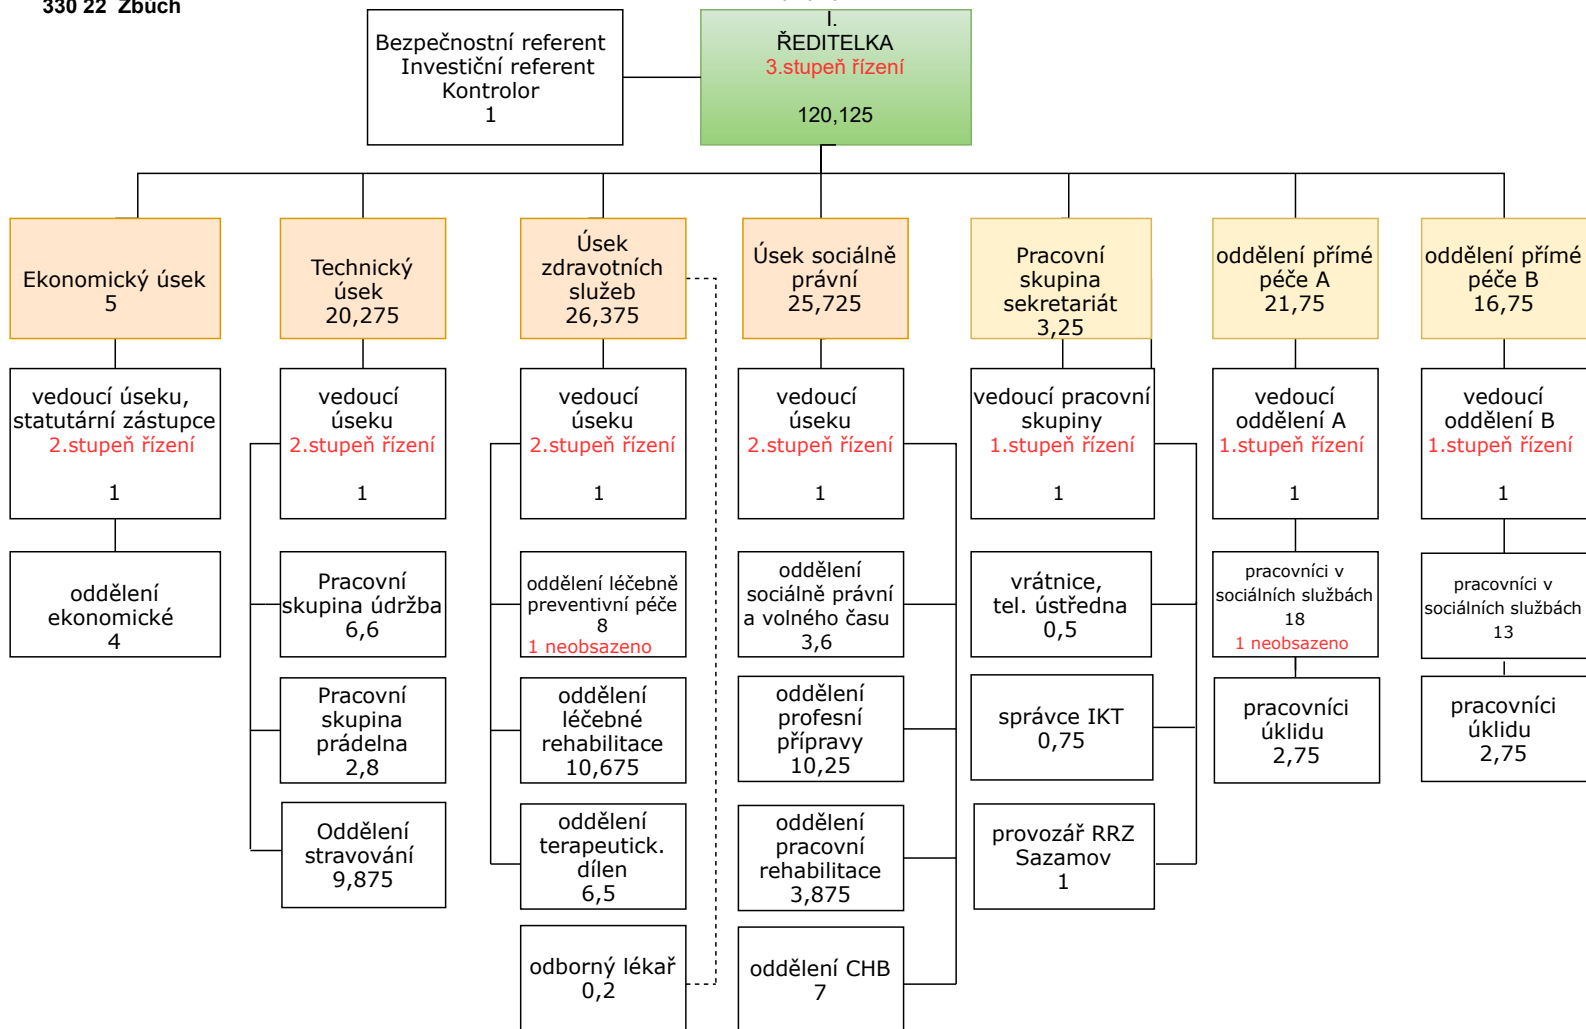 330 22 Zbůch
Bezpečnostní referent
Investiční referent
Kontrolor
1
I.
ŘEDITELKA
3.stupeň řízení
120,125
Ekonomický úsek
5
Technický
úsek
20,275
Úsek
zdravotních
služeb
26,375
Úsek sociálně
právní
25,725
Pracovní
skupina
sekretariát
3,25
oddělení přímé
péče A
21,75
oddělení přímé
péče B
16,75
vedoucí úseku,
statutární zástupce
2.stupeň řízení
1
vedoucí
úseku
2.stupeň řízení
1
vedoucí
úseku
2.stupeň řízení
1
vedoucí
úseku
2.stupeň řízení
1
vedoucí pracovní
skupiny
1.stupeň řízení
1
vedoucí
oddělení A
1.stupeň řízení
1
vedoucí
oddělení B
1.stupeň řízení
1
oddělení
ekonomické
4
Pracovní
skupina údržba
6,6
oddělení léčebně
preventivní péče
8
1 neobsazeno
oddělení
sociálně právní
a volného času
3,6
vrátnice,
tel. ústředna
0,5
pracovníci v
sociálních službách
18
1 neobsazeno
pracovníci v
sociálních službách
13
Pracovní
skupina
prádelna
2,8
oddělení
léčebné
rehabilitace
10,675
oddělení
profesní
přípravy
10,25
správce IKT
0,75
pracovníci
úklidu
2,75
pracovníci
úklidu
2,75
Oddělení
stravování
9,875
oddělení
terapeutick.
dílen
6,5
oddělení
pracovní
rehabilitace
3,875
provozář RRZ
Sazamov
1
odborný lékař
0,2
oddělení CHB
7